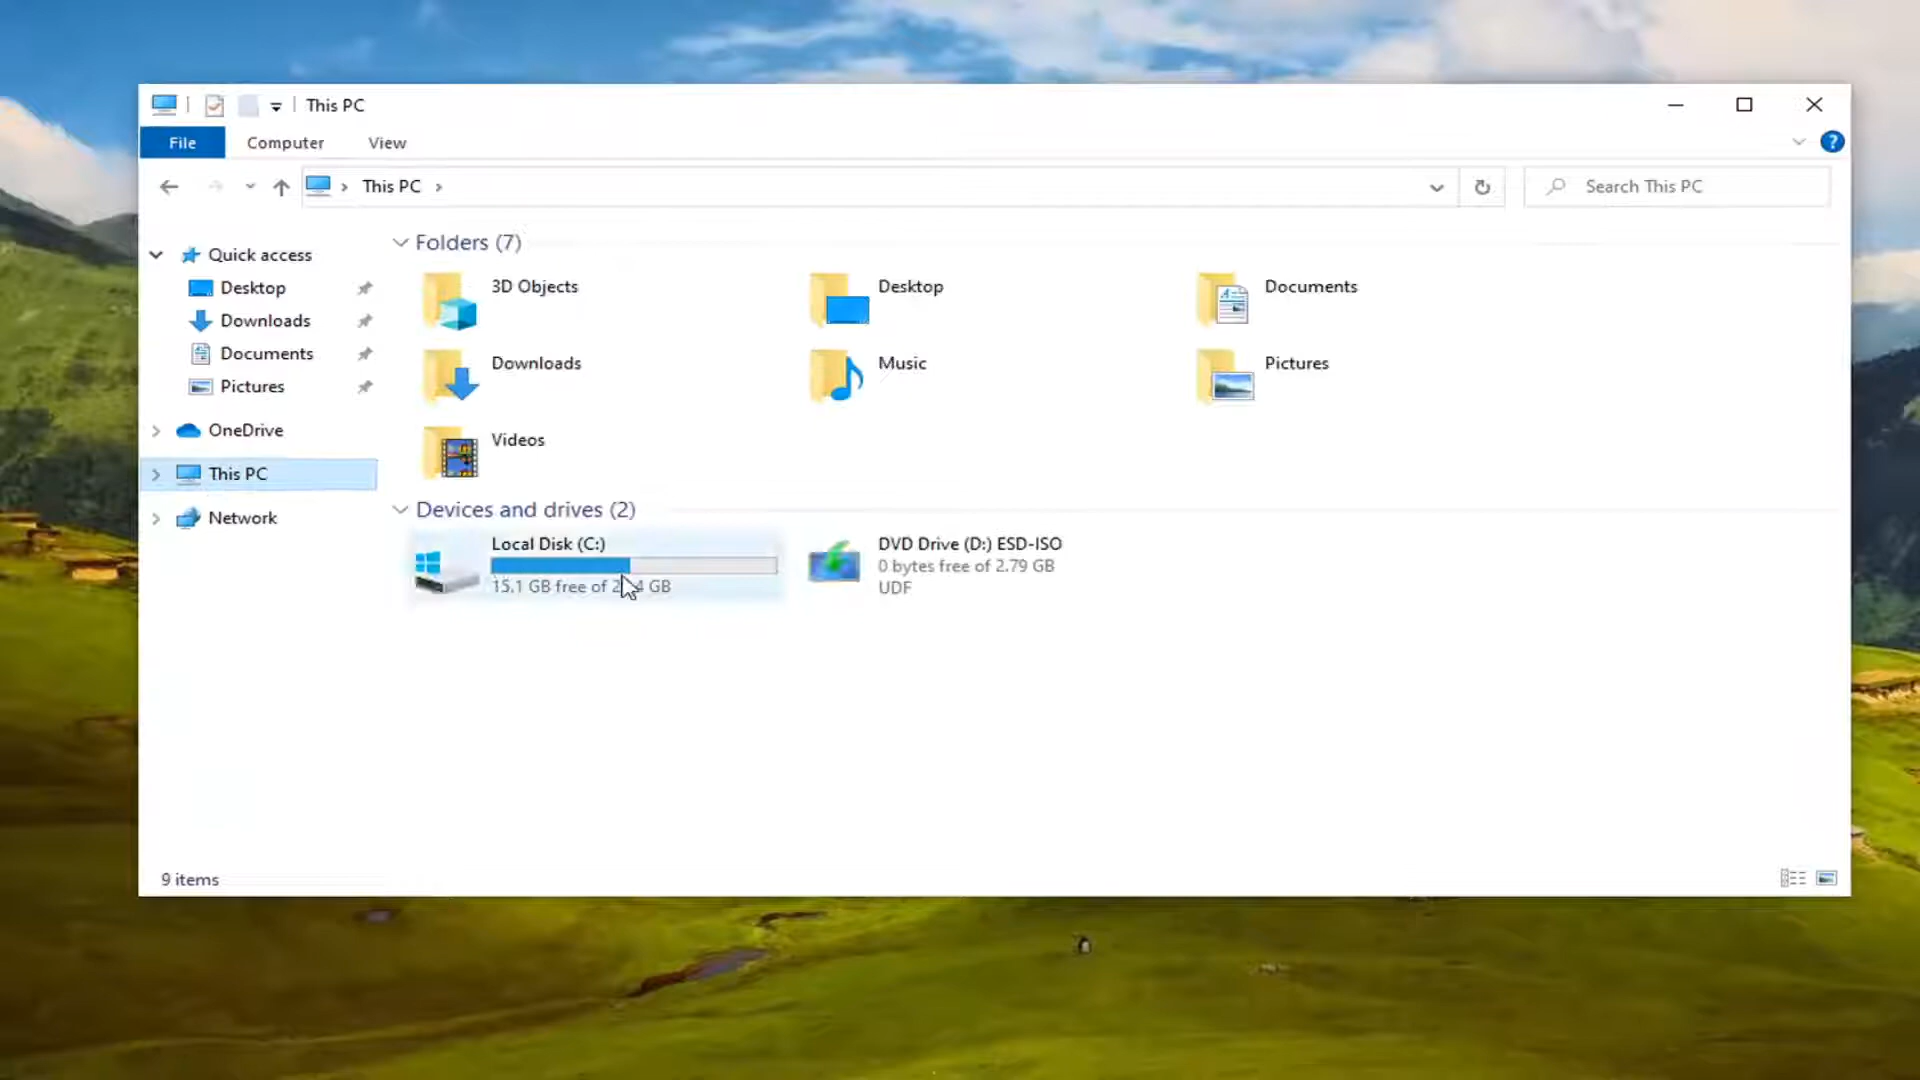 This PC
File Computer View
This PC
Search This PC
Quick access
Desktop
Downloads
Documents
Pictures
OneDrive
This PC
Network
Folders (7)
3D Objects
Desktop
Documents
Downloads
Music
Pictures
Videos
Devices and drives (2)
Local Disk (C:)
15.1 GB free of GB
DVD Drive (D:) ESD-ISO
0 bytes free of 2.79 GB
UDF
9 items